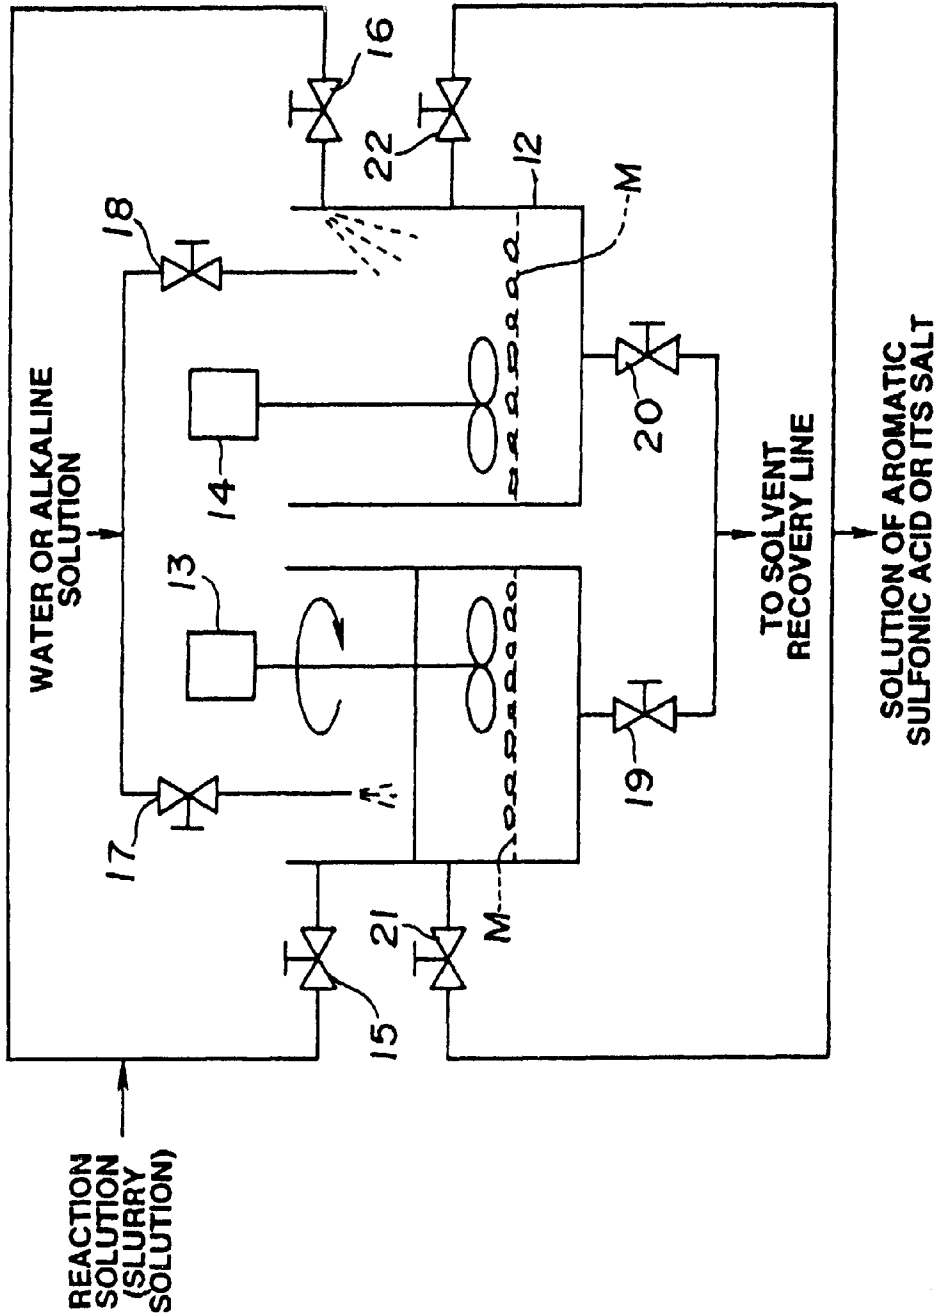 WATER OR ALKALINE
SOLUTION
REACTION
SOLUTION
(SLURRY
SOLUTION)
17
13
14
18
15
21
16
22
M
12
M
19
20
TO SOLVENT
RECOVERY LINE
SOLUTION OF AROMATIC
SULFONIC ACID OR ITS SALT